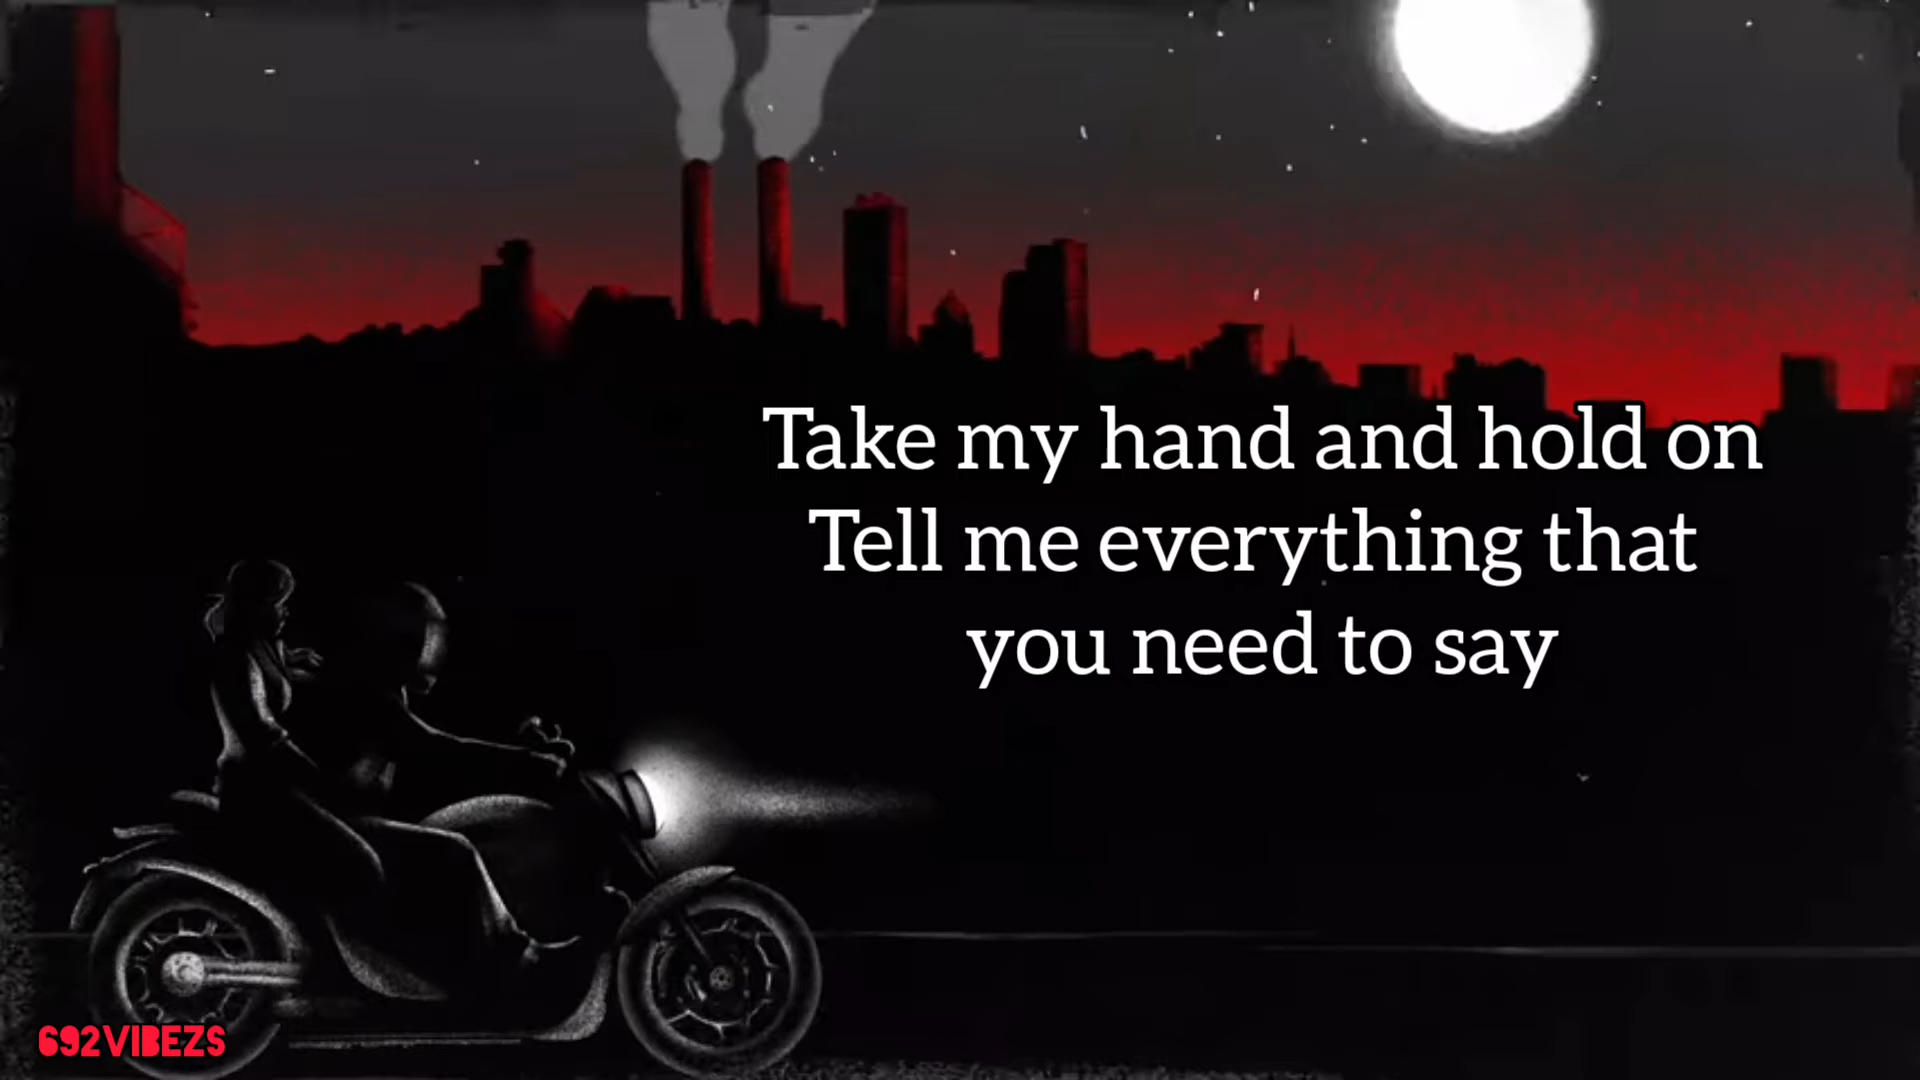 Take my hand and hold on
Tell me everything that
you need to say
692VIBEZS